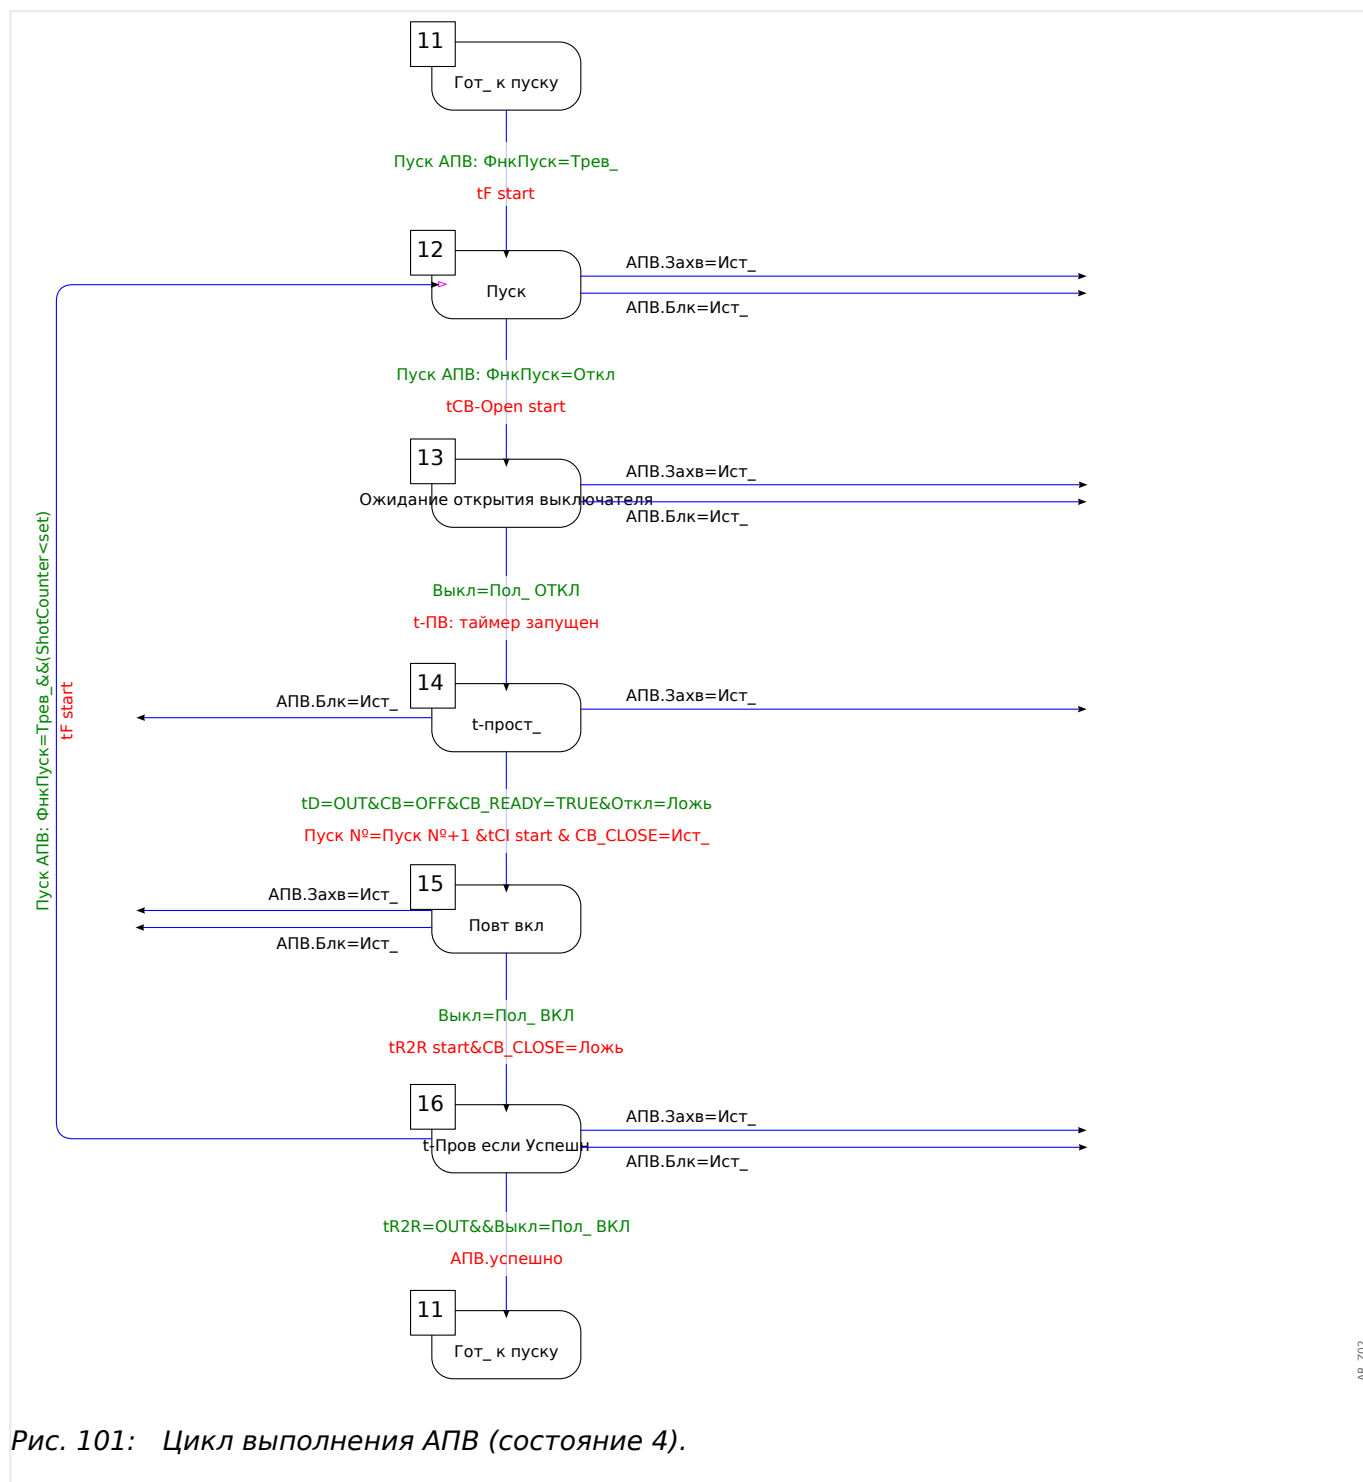 11
Гот_ к пуску
Пуск АПВ: ФнкПуск=Трев_
tF start
12
Пуск
АПВ.Захв=Ист_
АПВ.Блк=Ист_
Пуск АПВ: ФнкПуск=Откл
tCB-Open start
13
Ожидание открытия выключателя
АПВ.Захв=Ист_
АПВ.Блк=Ист_
Выкл=Пол_ ОТКЛ
t-ПВ: таймер запущен
Пуск АПВ: ФнкПуск=Трев_&&(ShotCounter<set)
tF start
14
t-прост_
АПВ.Блк=Ист_
АПВ.Захв=Ист_
tD=OUT&CB=OFF&CB_READY=TRUE&Откл=Ложь
Пуск №=Пуск №+1 &tCl start & CB_CLOSE=Ист_
15
Повт вкл
АПВ.Захв=Ист_
АПВ.Блк=Ист_
Выкл=Пол_ ВКЛ
tR2R start&CB_CLOSE=Ложь
16
t-Пров если Успешн
АПВ.Захв=Ист_
АПВ.Блк=Ист_
tR2R=OUT&&Выкл=Пол_ ВКЛ
АПВ.успешно
11
Гот_ к пуску
AR_Z02
Рис. 101: Цикл выполнения АПВ (состояние 4).